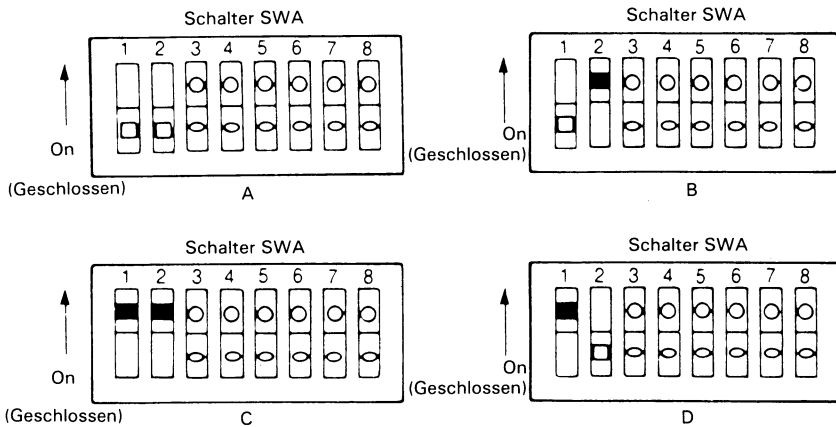 Schalter SWA
1 2 3 4 5 6 7 8
On
(Geschlossen)
A
Schalter SWA
1 2 3 4 5 6 7 8
On
(Geschlossen)
B
Schalter SWA
1 2 3 4 5 6 7 8
On
(Geschlossen)
C
Schalter SWA
1 2 3 4 5 6 7 8
On
(Geschlossen)
D